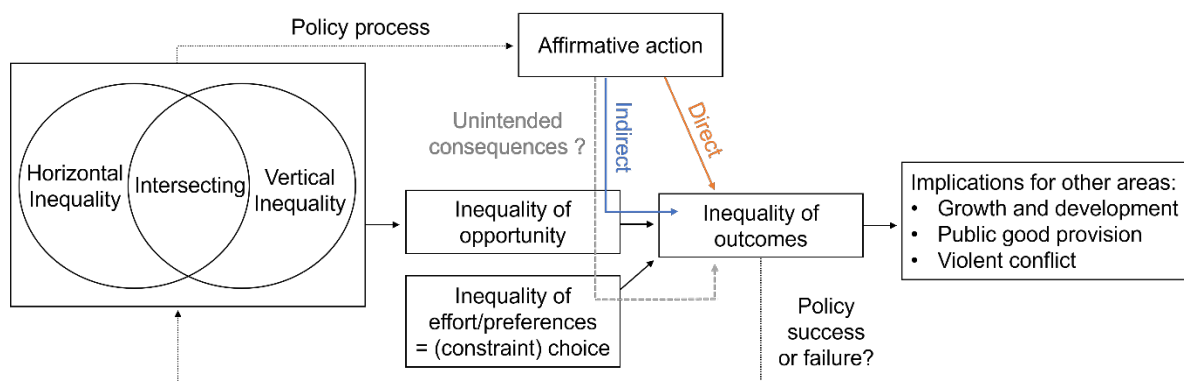 Policy process
Affirmative action
Unintended
consequences ?
Indirect
Direct
Horizontal
Inequality
Intersecting
Vertical
Inequality
Inequality of
opportunity
Inequality of
effort/preferences
= (constraint) choice
Inequality of
outcomes
Implications for other areas:
• Growth and development
• Public good provision
• Violent conflict
Policy
success
or failure?